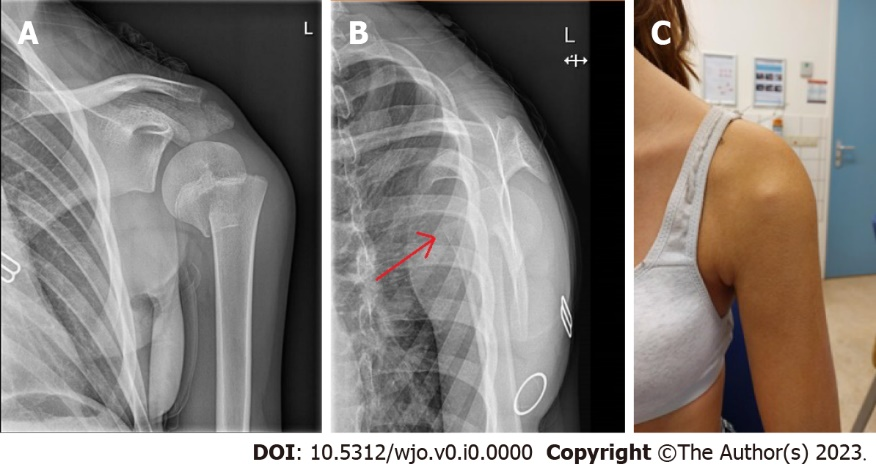 A
L
B
L
C
DOI: 10.5312/wjo.v0.i0.0000 Copyright ©The Author(s) 2023.